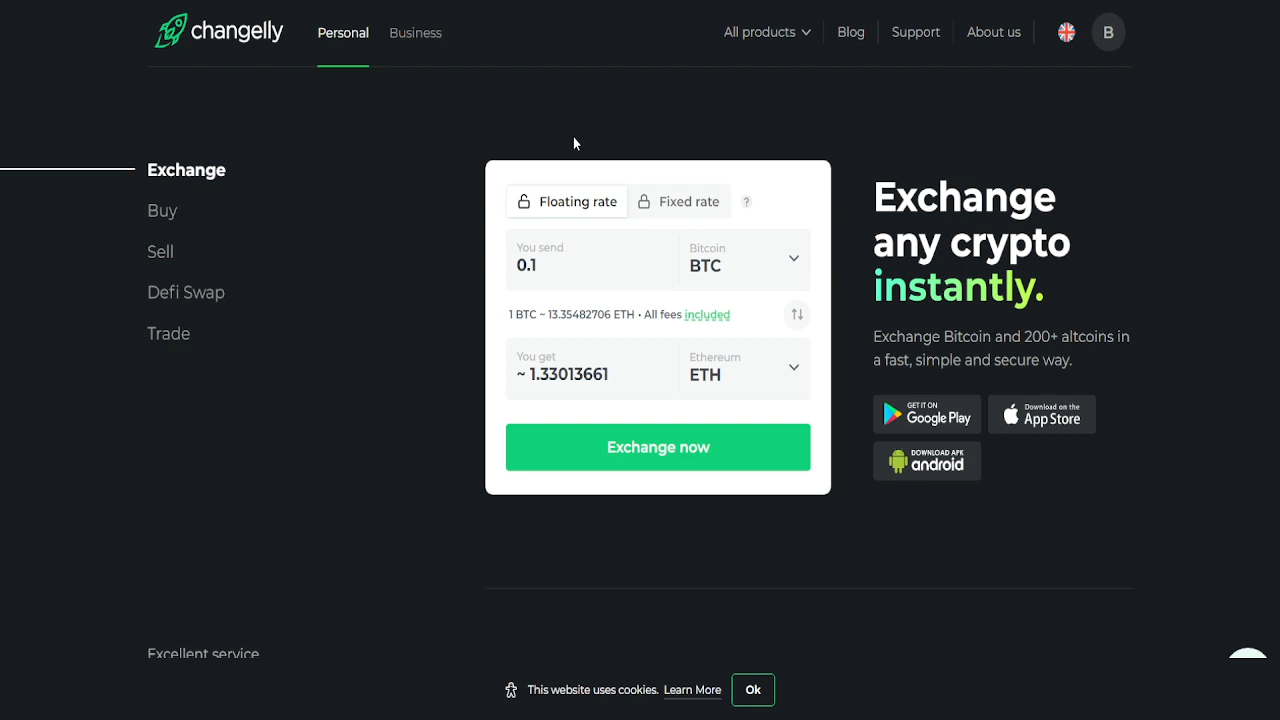 changelly
Personal
Business
All products
Blog
Support
About us
B
Exchange
Buy
Sell
Defi Swap
Trade
Floating rate
Fixed rate
?
You send
0.1
Bitcoin
BTC
1 BTC ~ 13.35482706 ETH • All fees included
You get
~ 1.33013661
Ethereum
ETH
Exchange now
Exchange
any crypto
instantly.
Exchange Bitcoin and 200+ altcoins in
a fast, simple and secure way.
GET IT ON
Google Play
Download on the
App Store
DOWNLOAD APK
android
Excellent service
This website uses cookies. Learn More
Ok